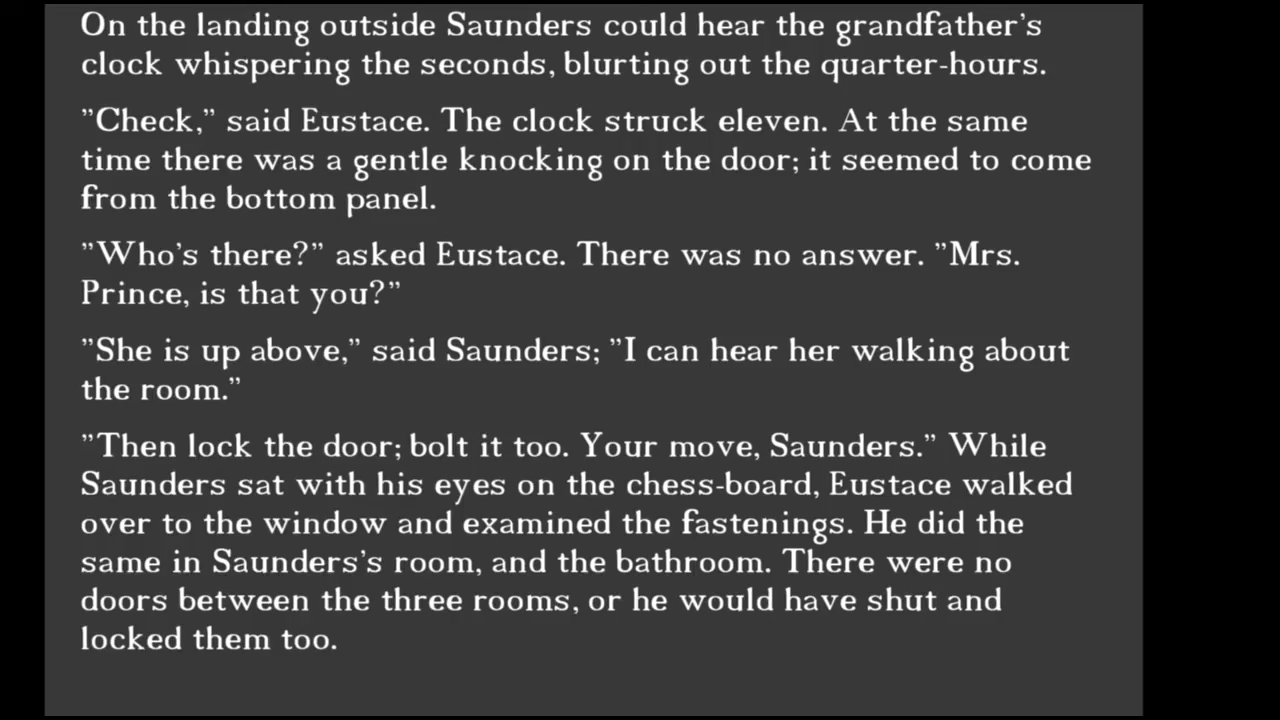 On the landing outside Saunders could hear the grandfather's
clock whispering the seconds, blurting out the quarter-hours.
”Check,” said Eustace. The clock struck eleven. At the same
time there was a gentle knocking on the door; it seemed to come
from the bottom panel.
”Who's there?” asked Eustace. There was no answer. ”Mrs.
Prince, is that you?”
”She is up above,” said Saunders; ”I can hear her walking about
the room.”
”Then lock the door; bolt it too. Your move, Saunders.” While
Saunders sat with his eyes on the chess-board, Eustace walked
over to the window and examined the fastenings. He did the
same in Saunders's room, and the bathroom. There were no
doors between the three rooms, or he would have shut and
locked them too.